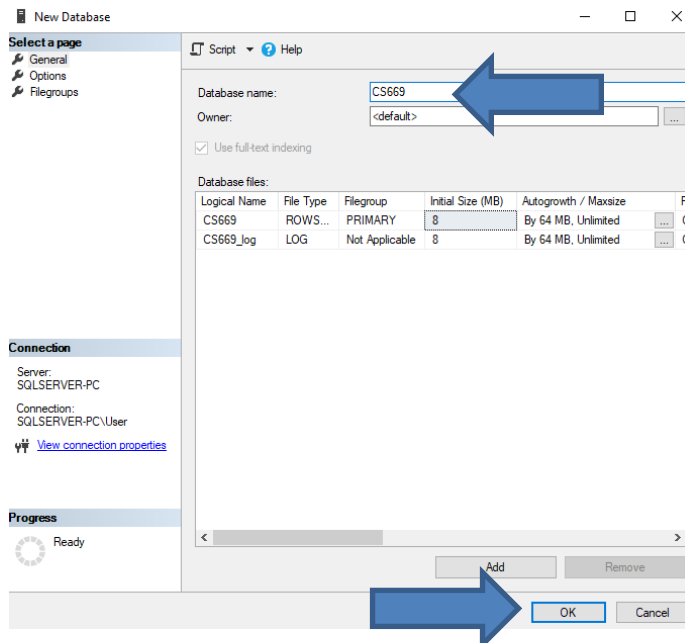 New Database
Select a page
General
Options
Filegroups
Script
Help
Database name:
CS669
Owner:
<default>
...
Use full-text indexing
Database files:
Logical Name File Type Filegroup Initial Size (MB) Autogrowth / Maxsize
CS669 ROWS... PRIMARY 8 By 64 MB, Unlimited ...
CS669_log LOG Not Applicable 8 By 64 MB, Unlimited ...
Connection
Server:
SQLSERVER-PC
Connection:
SQLSERVER-PC\User
View connection properties
Progress
Ready
Add
Remove
OK
Cancel